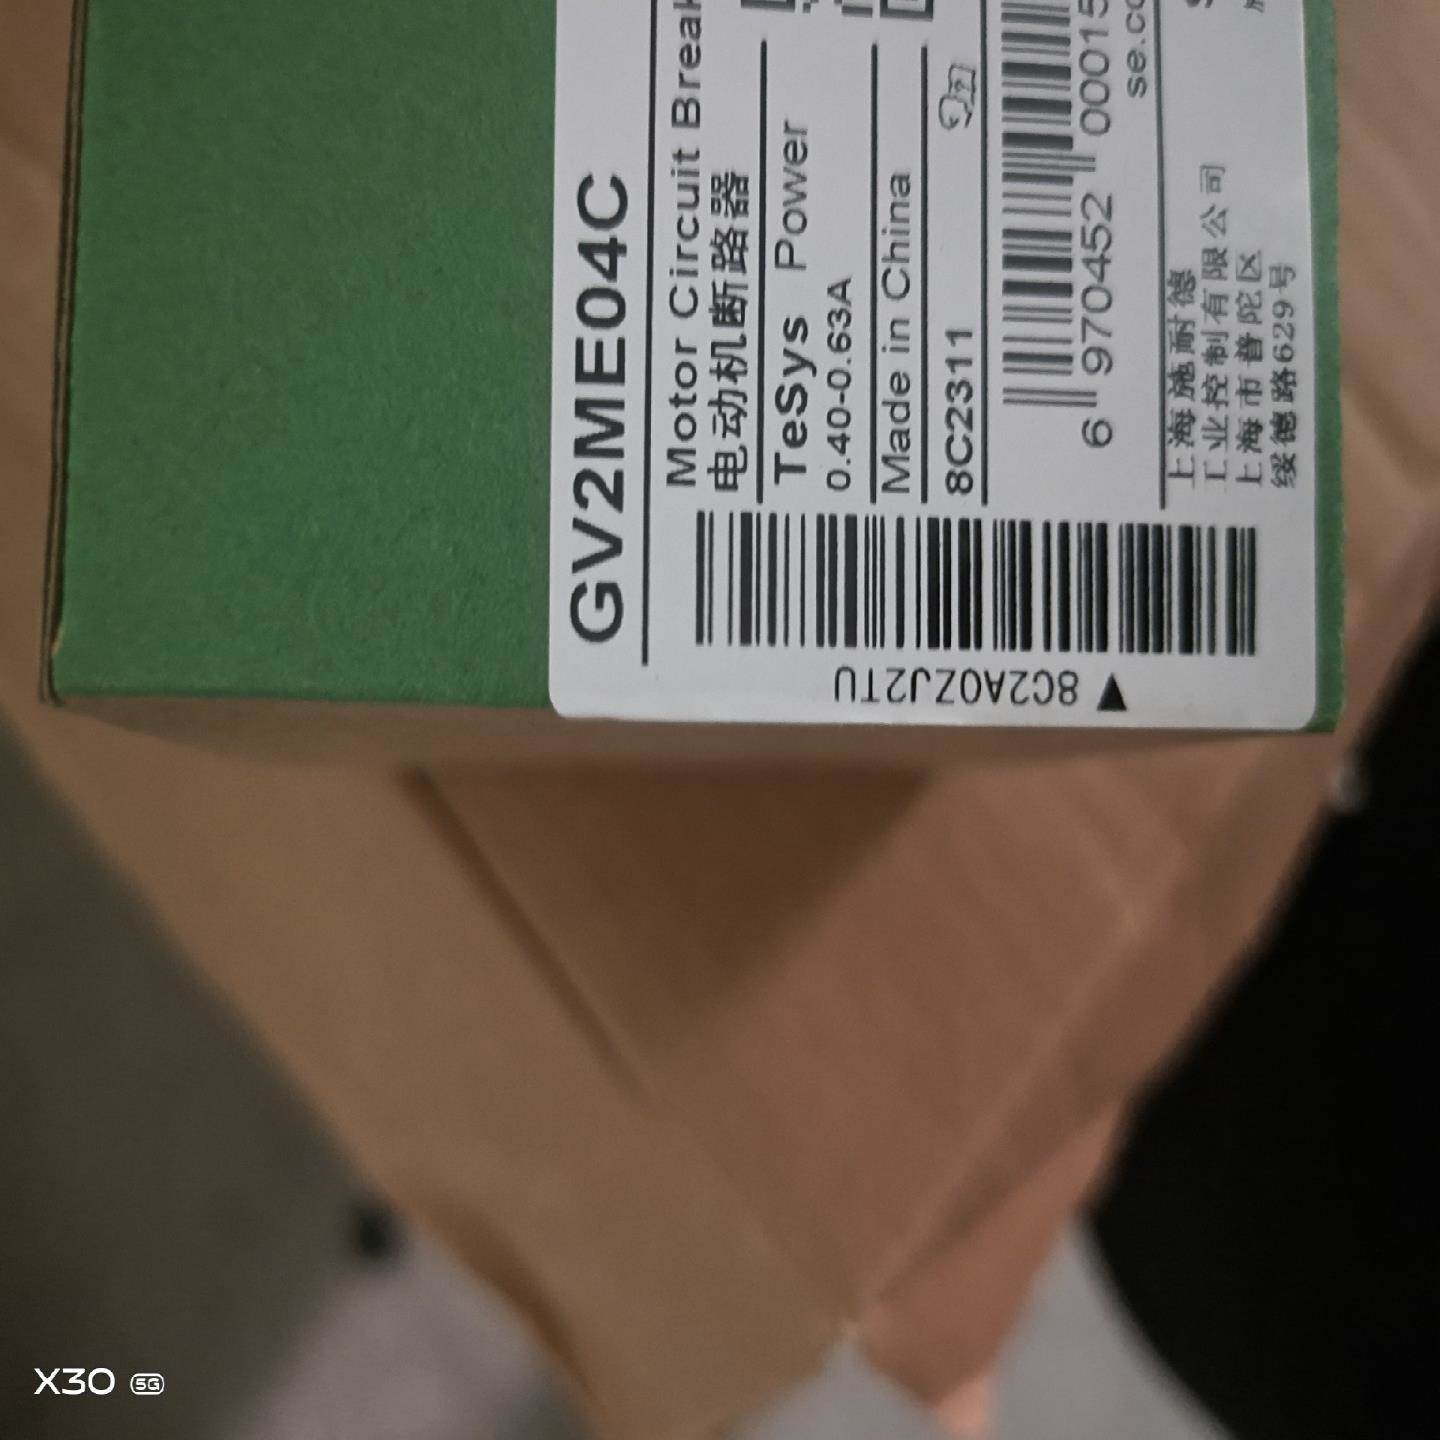 GV2ME04C
Motor Circuit Break
电动机断路器
TeSys Power
0.40-0.63A
Made in China
8C2311
6 970452 00015
se.co
上海施耐德
工业控制有限公司
上海市普陀区
绥德路629号
8C2A0ZJ2TU
X30 5G